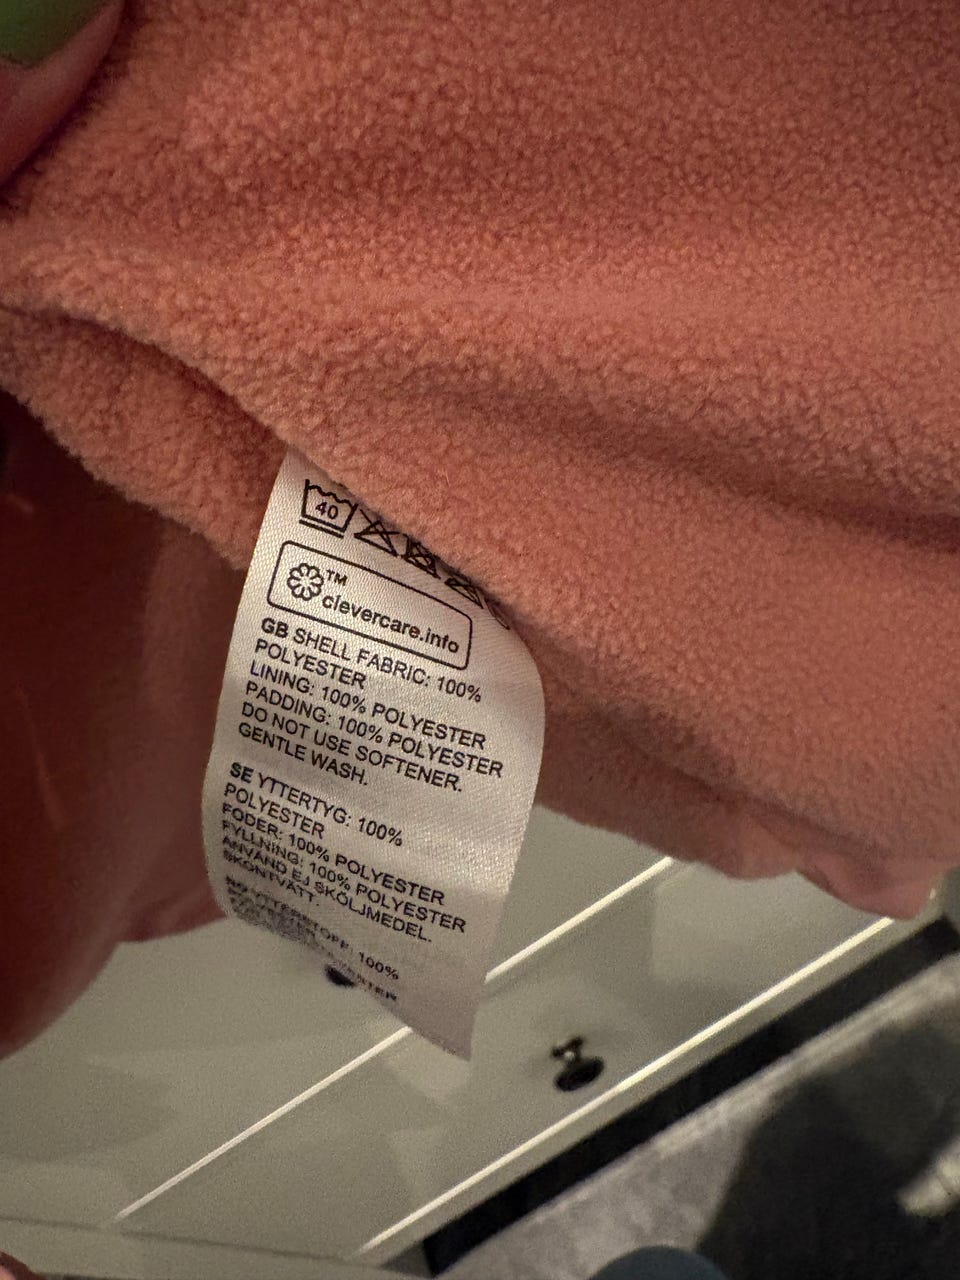 40
TM
clevercare.info
GB SHELL FABRIC: 100%
POLYESTER
LINING: 100% POLYESTER
PADDING: 100% POLYESTER
DO NOT USE SOFTENER.
GENTLE WASH.
SE YTTERTYG: 100%
POLYESTER
FODER: 100% POLYESTER
FYLLNING: 100% POLYESTER
ANVÄND EJ SKÖLJMEDEL.
SKONTVÄTT.
100%